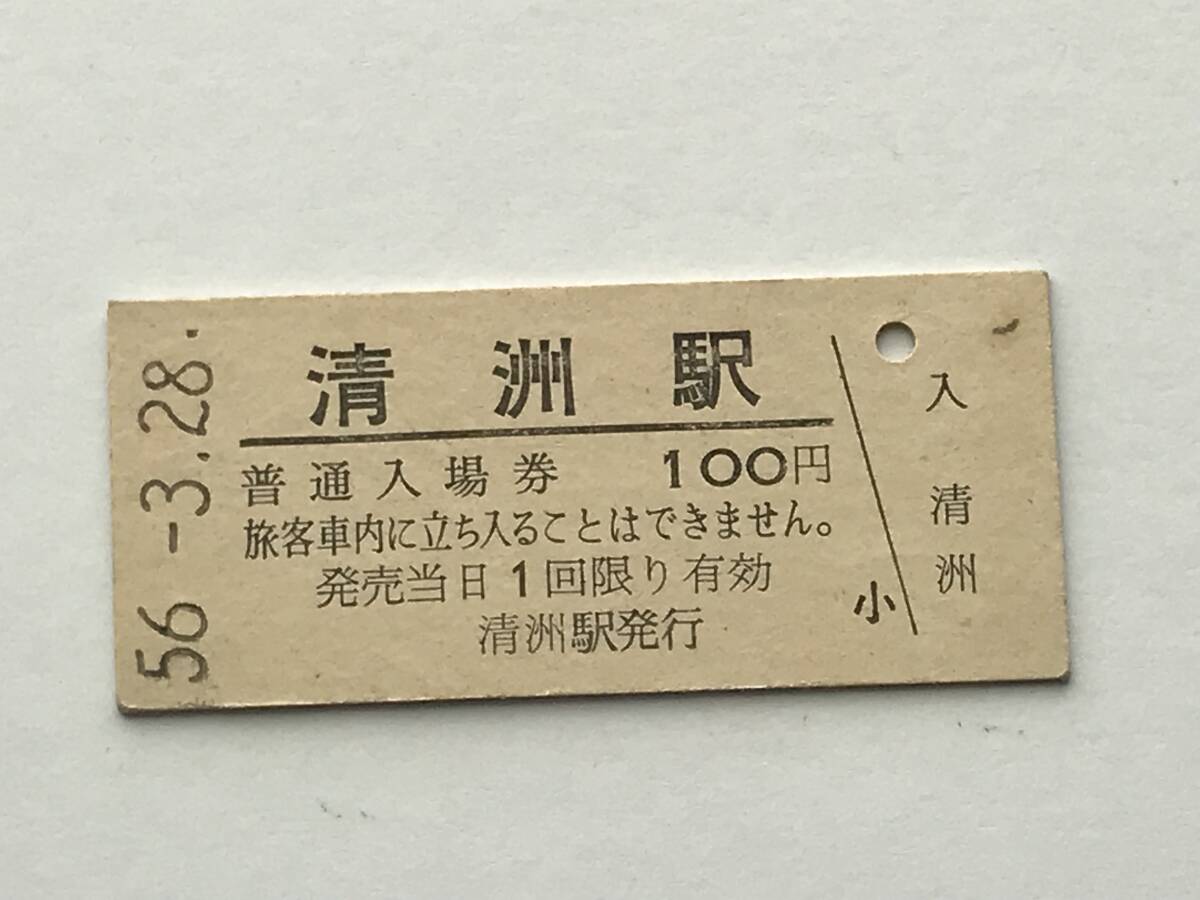 56-3.28.
清洲駅
普通入場券 100円
旅客車内に立ち入ることはできません。
発売当日1回限り有効
清洲駅発行
小
入
清洲